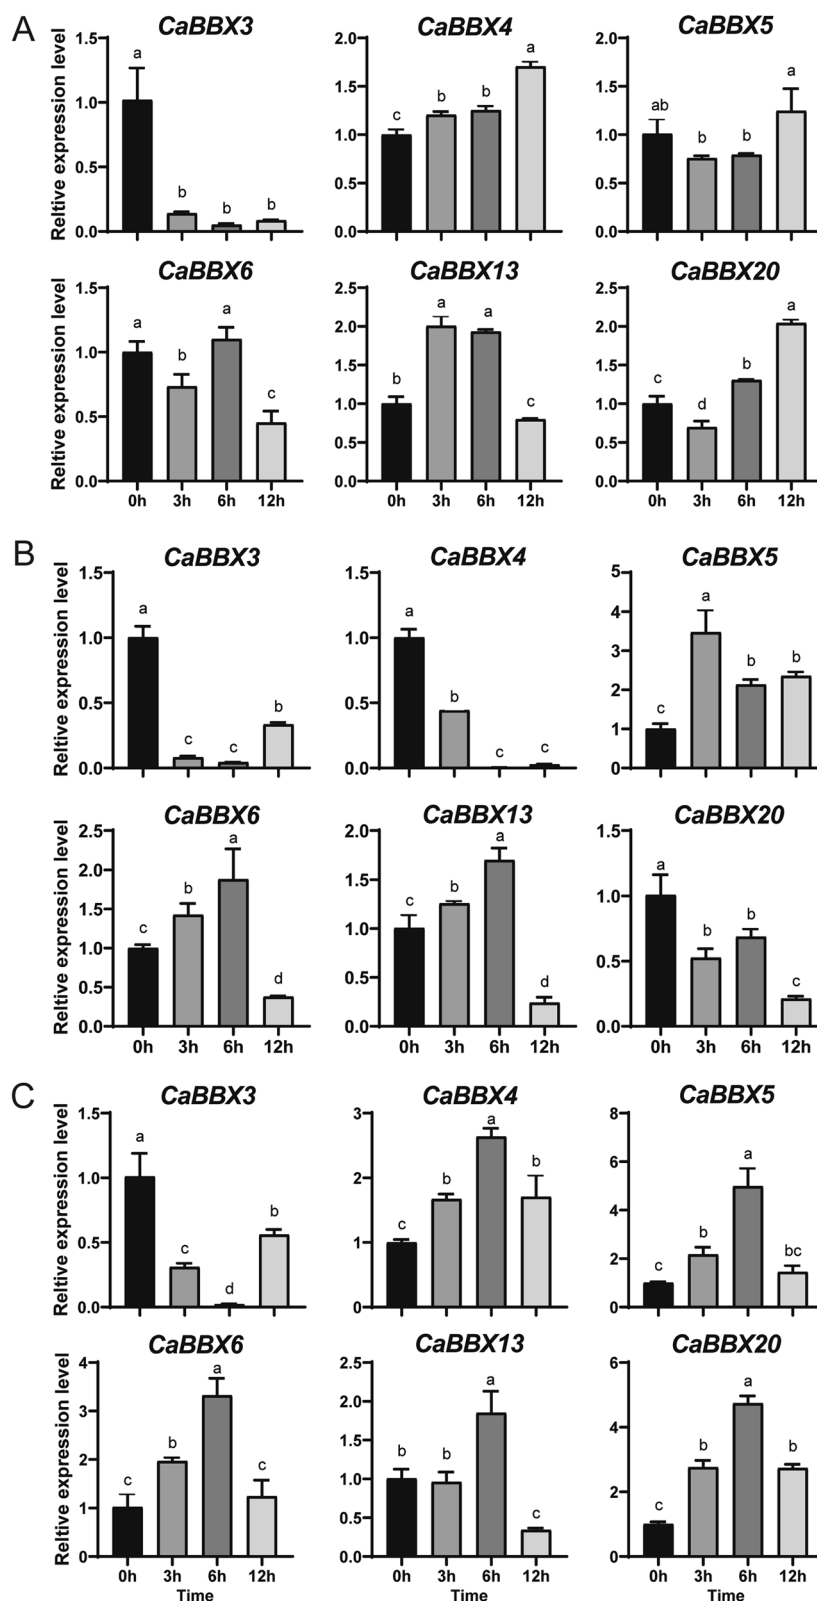 A
CaBBX3 CaBBX4 CaBBX5
Reltive expression level
1.5 2.0 2.0
1.0 1.5 1.5
0.5 1.0 1.0
0.0 0.5 0.5
0.0 0.0
a b b b
c b b a
ab b b a
CaBBX6 CaBBX13 CaBBX20
Reltive expression level
1.5 2.5 2.5
1.0 2.0 2.0
0.5 1.5 1.5
0.0 1.0 1.0
0.5 0.5
0.0 0.0
a b a c
b a a c
c d b a
0h 3h 6h 12h 0h 3h 6h 12h 0h 3h 6h 12h
B
CaBBX3 CaBBX4 CaBBX5
Reltive expression level
1.5 1.5 5
1.0 1.0 4
0.5 0.5 3
0.0 0.0 2
1
0
a c c b
a b c c
c a b b
CaBBX6 CaBBX13 CaBBX20
Reltive expression level
2.5 2.0 1.5
2.0 1.5 1.0
1.5 1.0 0.5
1.0 0.5 0.0
0.5 0.0
0.0
c b a d
c b a d
a b b c
0h 3h 6h 12h 0h 3h 6h 12h 0h 3h 6h 12h
C
CaBBX3 CaBBX4 CaBBX5
Reltive expression level
1.5 3 8
1.0 2 6
0.5 1 4
0.0 0 2
0
a c d b
c b a b
c b a bc
CaBBX6 CaBBX13 CaBBX20
Reltive expression level
4 2.5 6
3 2.0 4
2 1.5 2
1 1.0 0
0 0.5
0.0
c b a c
b b a c
c b a b
0h 3h 6h 12h 0h 3h 6h 12h 0h 3h 6h 12h
Time Time Time